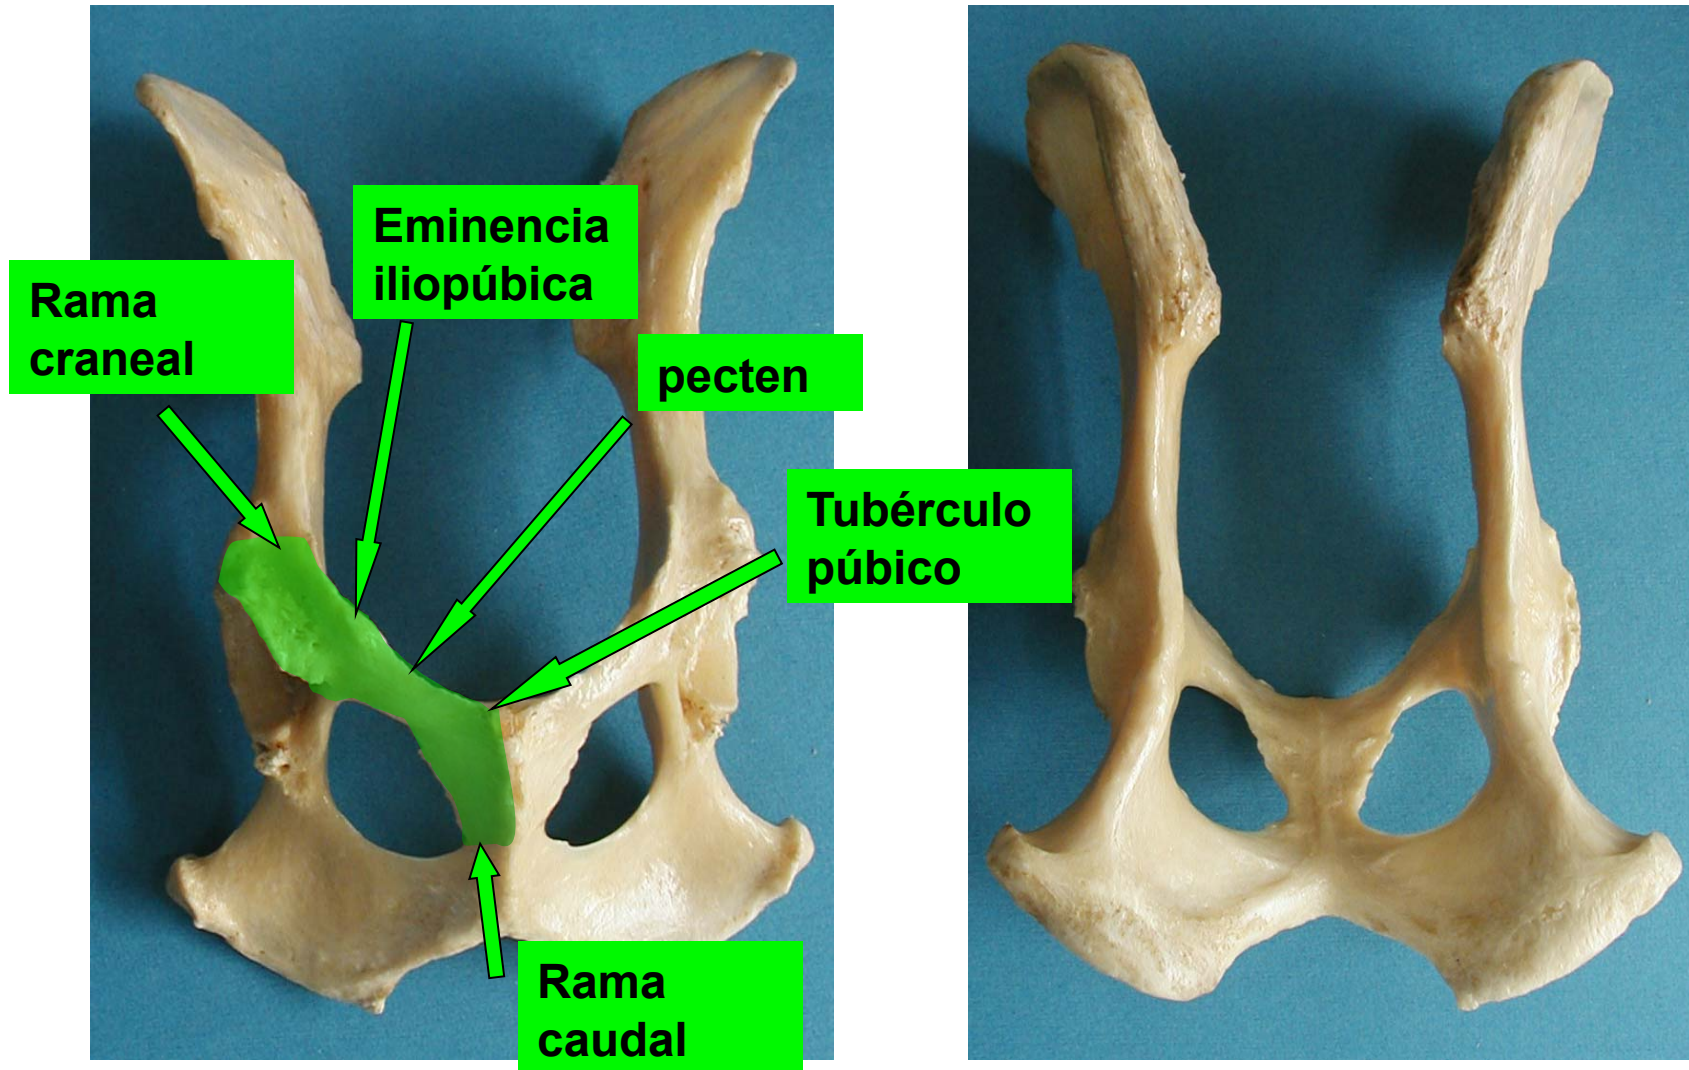 Eminencia
iliopúbica
Rama
craneal
pecten
Tubérculo
púbico
Rama
caudal